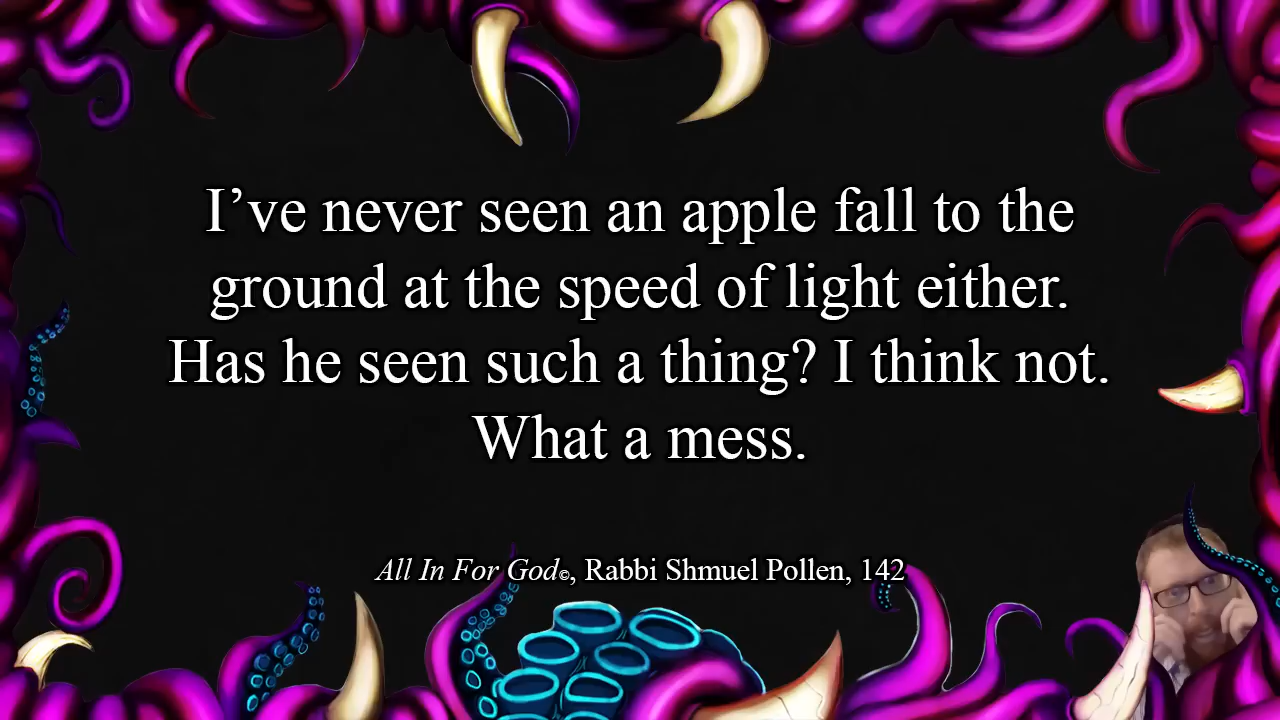 I’ve never seen an apple fall to the
ground at the speed of light either.
Has he seen such a thing? I think not.
What a mess.
All In For God©, Rabbi Shmuel Pollen, 142